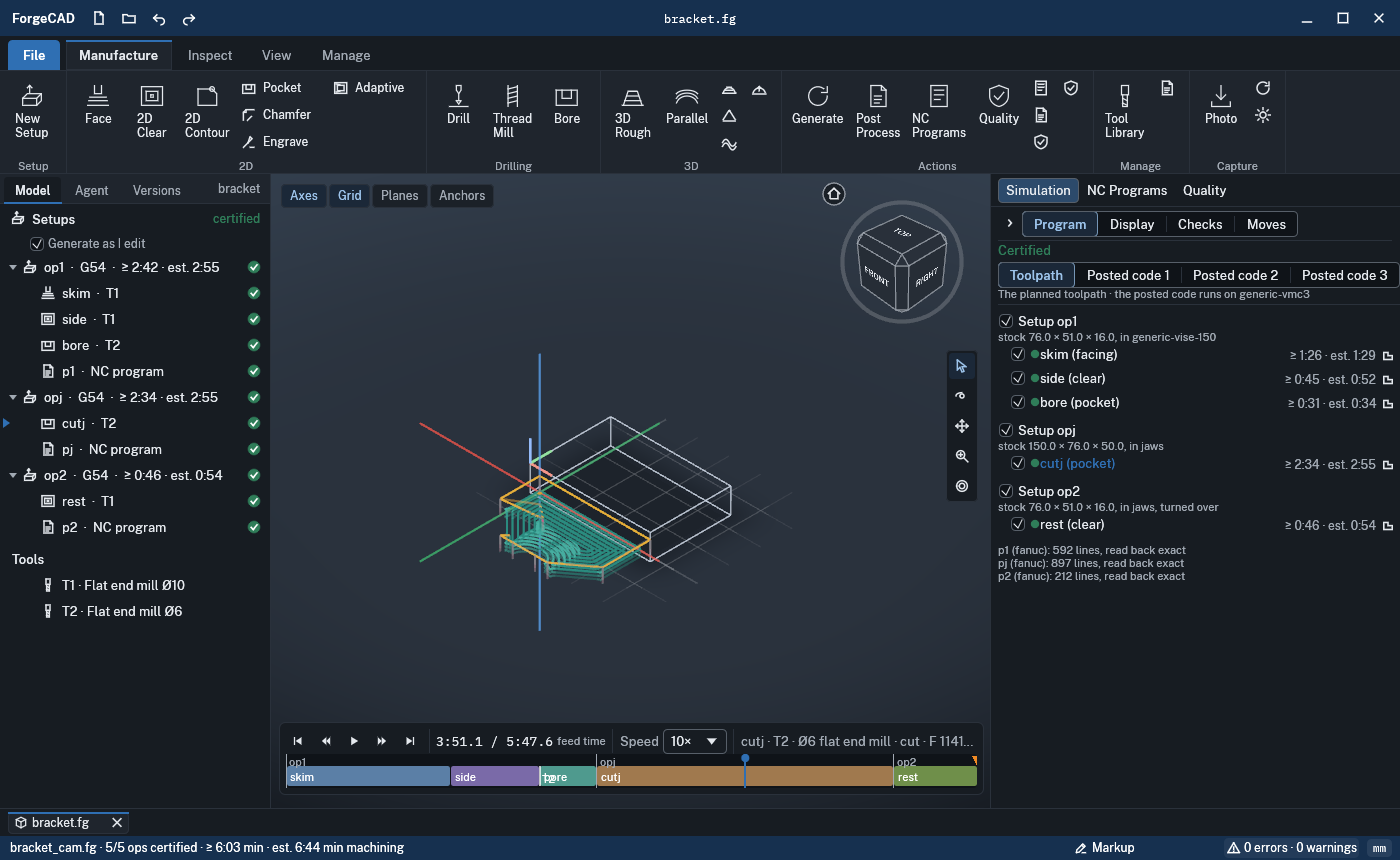 ForgeCAD
bracket.fg
File
Manufacture
Inspect
View
Manage
New Setup
Face
2D Clear
2D Contour
Pocket
Chamfer
Engrave
Adaptive
Drill
Thread Mill
Bore
3D Rough
Parallel
Generate
Post Process
NC Programs
Quality
Tool Library
Photo
Setup
2D
Drilling
3D
Actions
Manage
Capture
Model
Agent
Versions
bracket
Setups
certified
Generate as I edit
op1 · G54 · ≥ 2:42 · est. 2:55
skim · T1
side · T1
bore · T2
p1 · NC program
opj · G54 · ≥ 2:34 · est. 2:55
cutj · T2
pj · NC program
op2 · G54 · ≥ 0:46 · est. 0:54
rest · T1
p2 · NC program
Tools
T1 · Flat end mill Ø10
T2 · Flat end mill Ø6
Axes
Grid
Planes
Anchors
TOP
FRONT
RIGHT
3:51.1 / 5:47.6 feed time
Speed
10×
cutj · T2 · Ø6 flat end mill · cut · F 1141...
op1
opj
op2
skim
side
bore
cutj
rest
Simulation
NC Programs
Quality
Program
Display
Checks
Moves
Certified
Toolpath
Posted code 1
Posted code 2
Posted code 3
The planned toolpath · the posted code runs on generic-vmc3
Setup op1
stock 76.0 × 51.0 × 16.0, in generic-vise-150
skim (facing) ≥ 1:26 · est. 1:29
side (clear) ≥ 0:45 · est. 0:52
bore (pocket) ≥ 0:31 · est. 0:34
Setup opj
stock 150.0 × 76.0 × 50.0, in jaws
cutj (pocket) ≥ 2:34 · est. 2:55
Setup op2
stock 76.0 × 51.0 × 16.0, in jaws, turned over
rest (clear) ≥ 0:46 · est. 0:54
p1 (fanuc): 592 lines, read back exact
pj (fanuc): 897 lines, read back exact
p2 (fanuc): 212 lines, read back exact
bracket.fg
bracket_cam.fg · 5/5 ops certified · ≥ 6:03 min · est. 6:44 min machining
Markup
0 errors · 0 warnings
mm